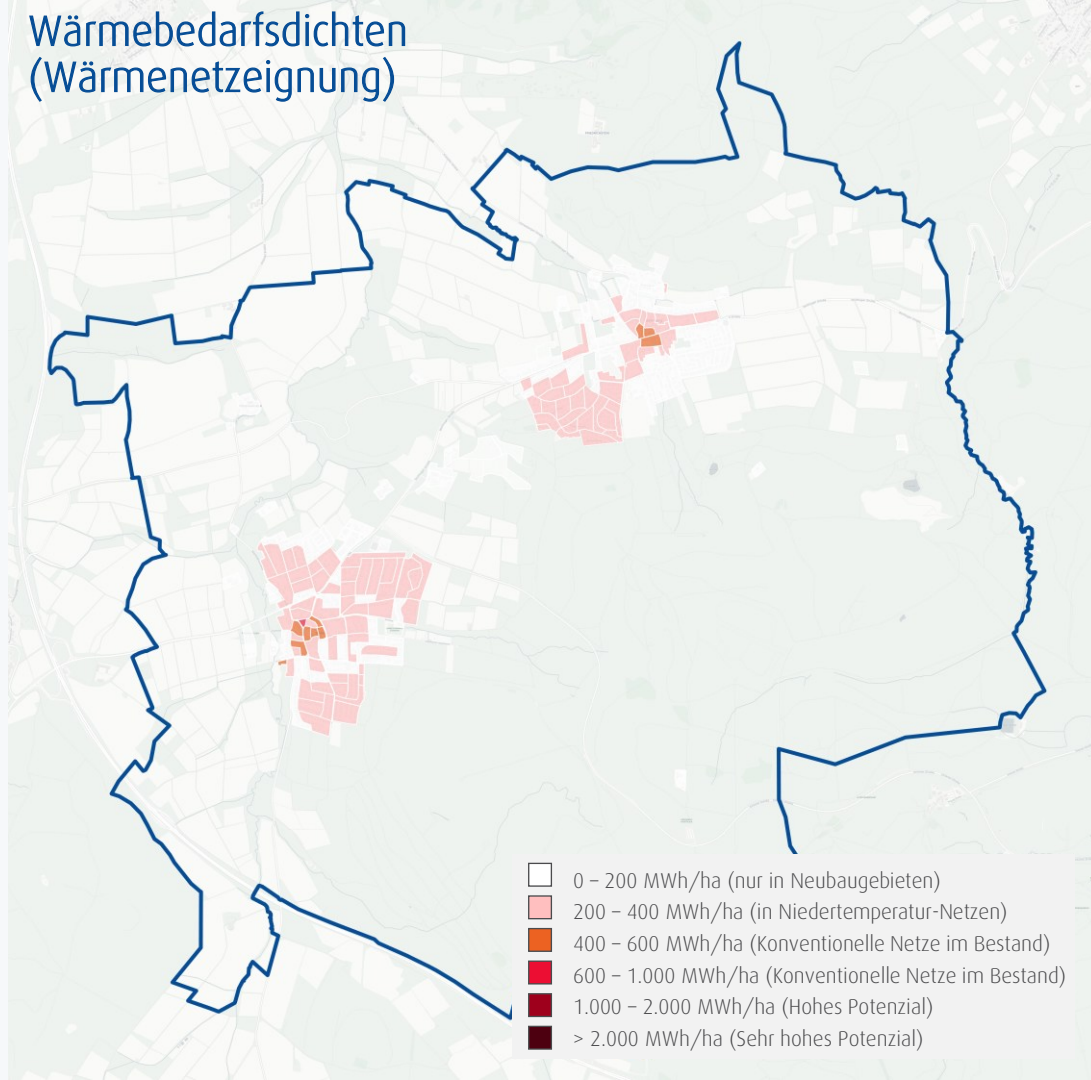 Wärmebedarfsdichten
(Wärmenetzeignung)
0 – 200 MWh/ha (nur in Neubaugebieten)
200 – 400 MWh/ha (in Niedertemperatur-Netzen)
400 – 600 MWh/ha (Konventionelle Netze im Bestand)
600 – 1.000 MWh/ha (Konventionelle Netze im Bestand)
1.000 – 2.000 MWh/ha (Hohes Potenzial)
> 2.000 MWh/ha (Sehr hohes Potenzial)